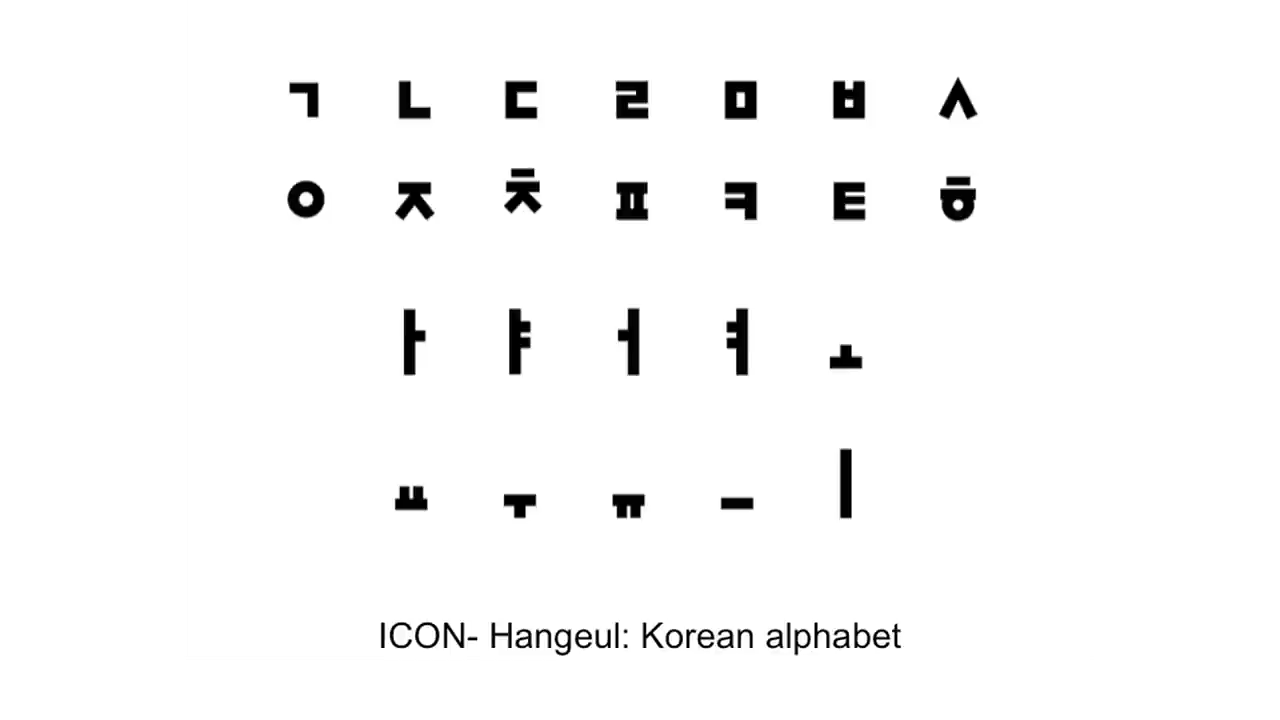 ㄱ ㄴ ㄷ ㄹ ㅁ ㅂ ㅅ
ㅇ ㅈ ㅊ ㅍ ㅋ ㅌ ㅎ
ㅏ ㅑ ㅓ ㅕ ㅗ
ㅛ ㅜ ㅠ ㅡ ㅣ
ICON- Hangeul: Korean alphabet